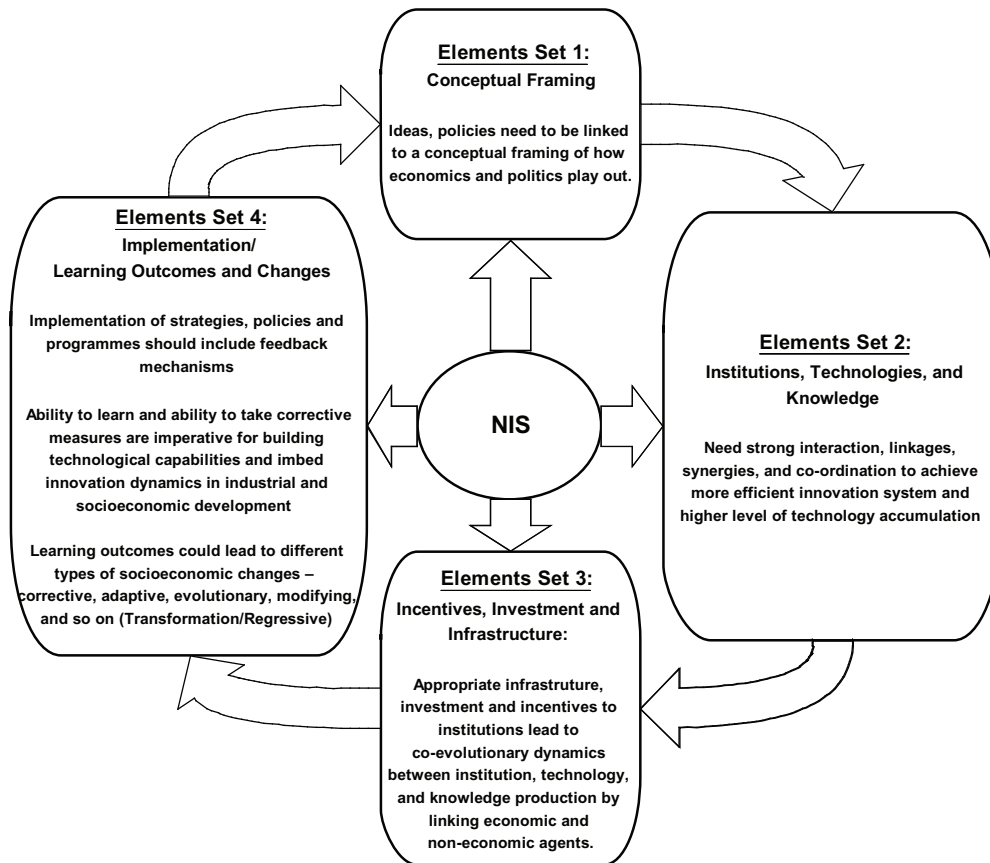 Elements Set 1:
Conceptual Framing
Ideas, policies need to be linked
to a conceptual framing of how
economics and politics play out.
Elements Set 2:
Institutions, Technologies, and
Knowledge
Need strong interaction, linkages,
synergies, and co-ordination to achieve
more efficient innovation system and
higher level of technology accumulation
Elements Set 3:
Incentives, Investment and
Infrastructure:
Appropriate infrastruture,
investment and incentives to
institutions lead to
co-evolutionary dynamics
between institution, technology,
and knowledge production by
linking economic and
non-economic agents.
Elements Set 4:
Implementation/
Learning Outcomes and Changes
Implementation of strategies, policies and
programmes should include feedback
mechanisms
Ability to learn and ability to take corrective
measures are imperative for building
technological capabilities and imbed
innovation dynamics in industrial and
socioeconomic development
Learning outcomes could lead to different
types of socioeconomic changes –
corrective, adaptive, evolutionary, modifying,
and so on (Transformation/Regressive)
NIS